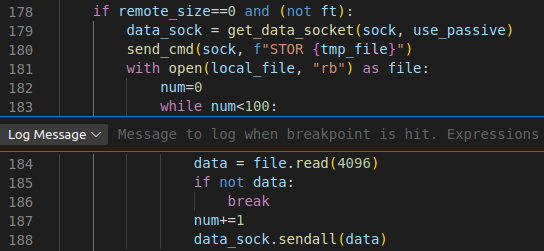 178 if remote_size==0 and (not ft):
179 data_sock = get_data_socket(sock, use_passive)
180 send_cmd(sock, f"STOR {tmp_file}")
181 with open(local_file, "rb") as file:
182 num=0
183 while num<100:
Log Message Message to log when breakpoint is hit. Expressions
184 data = file.read(4096)
185 if not data:
186 break
187 num+=1
188 data_sock.sendall(data)